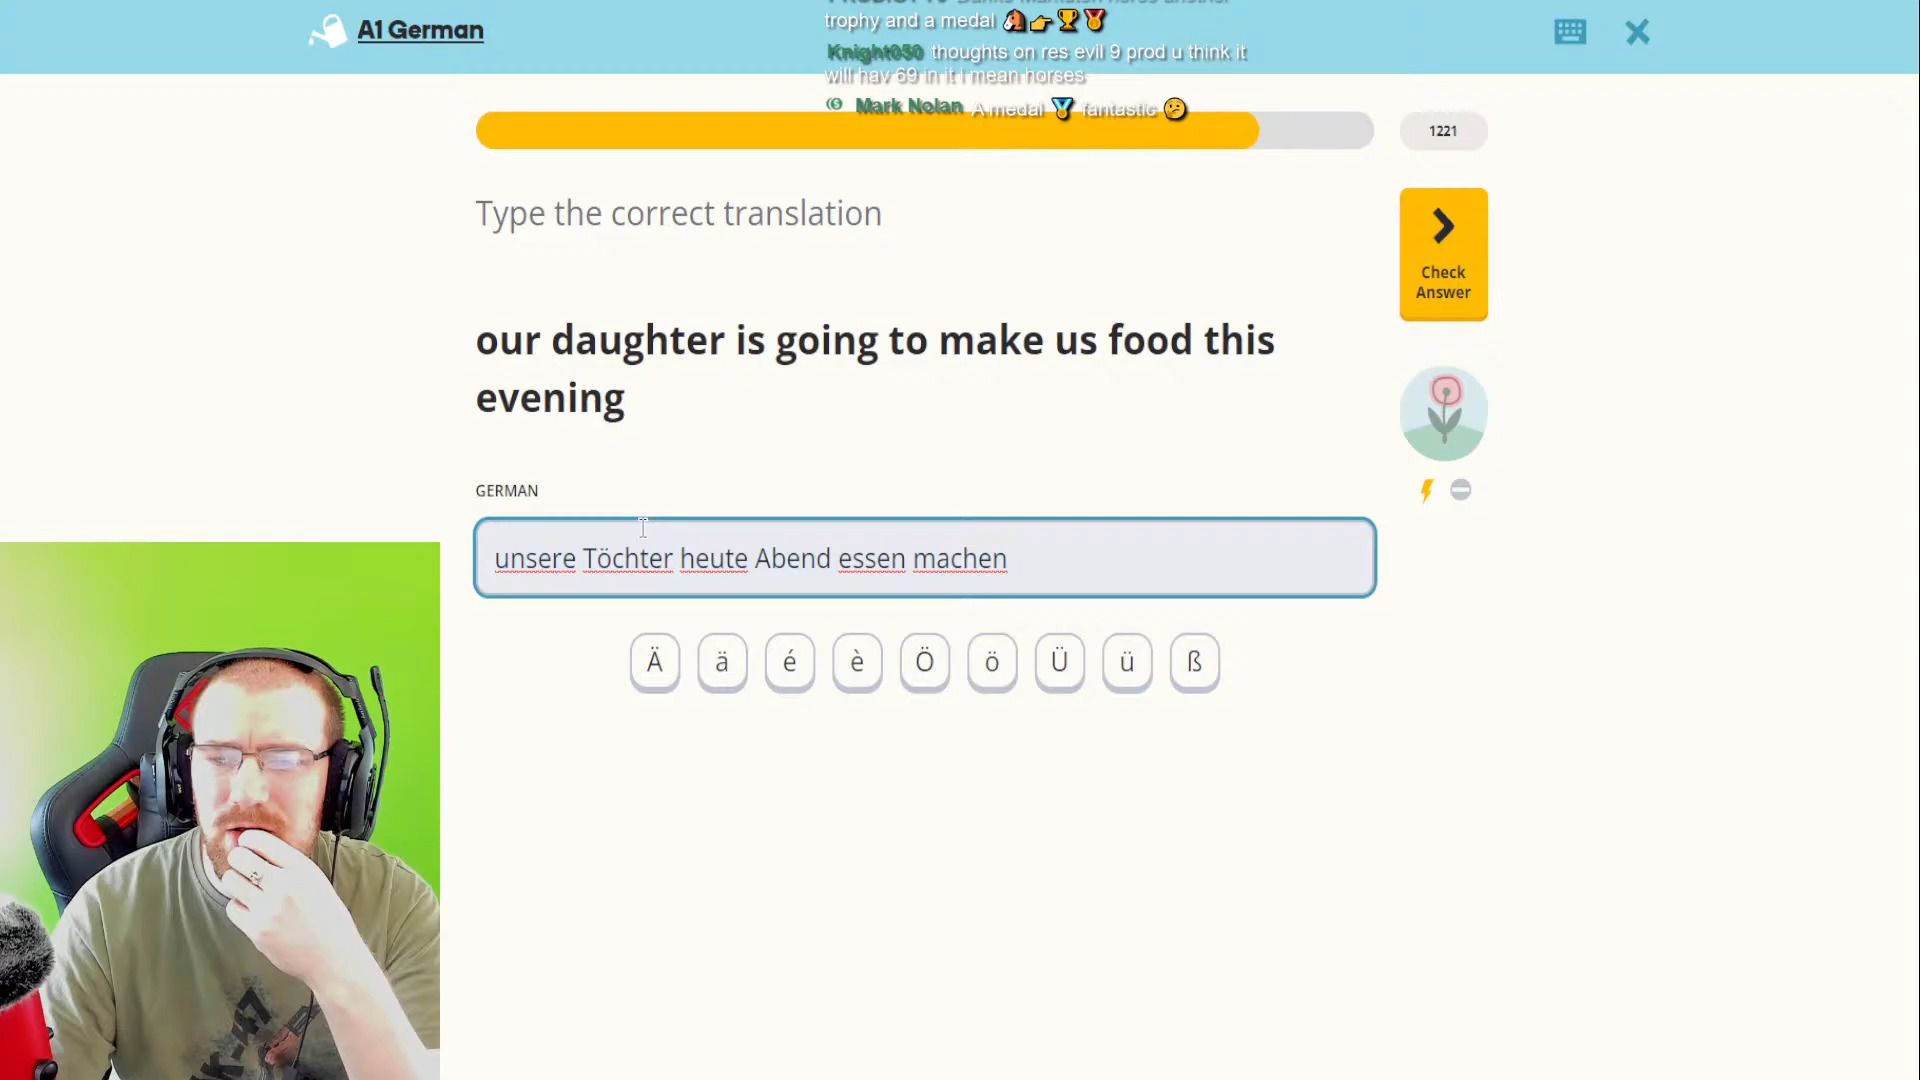 A1 German
trophy and a medal
Knight050 thoughts on res evil 9 prod u think it
will hav 69 in it i mean horses
Mark Nolan A medal fantastic
1221
Type the correct translation
Check
Answer
our daughter is going to make us food this
evening
GERMAN
unsere Töchter heute Abend essen machen
Ä ä é è Ö ö Ü ü ß
AK-47